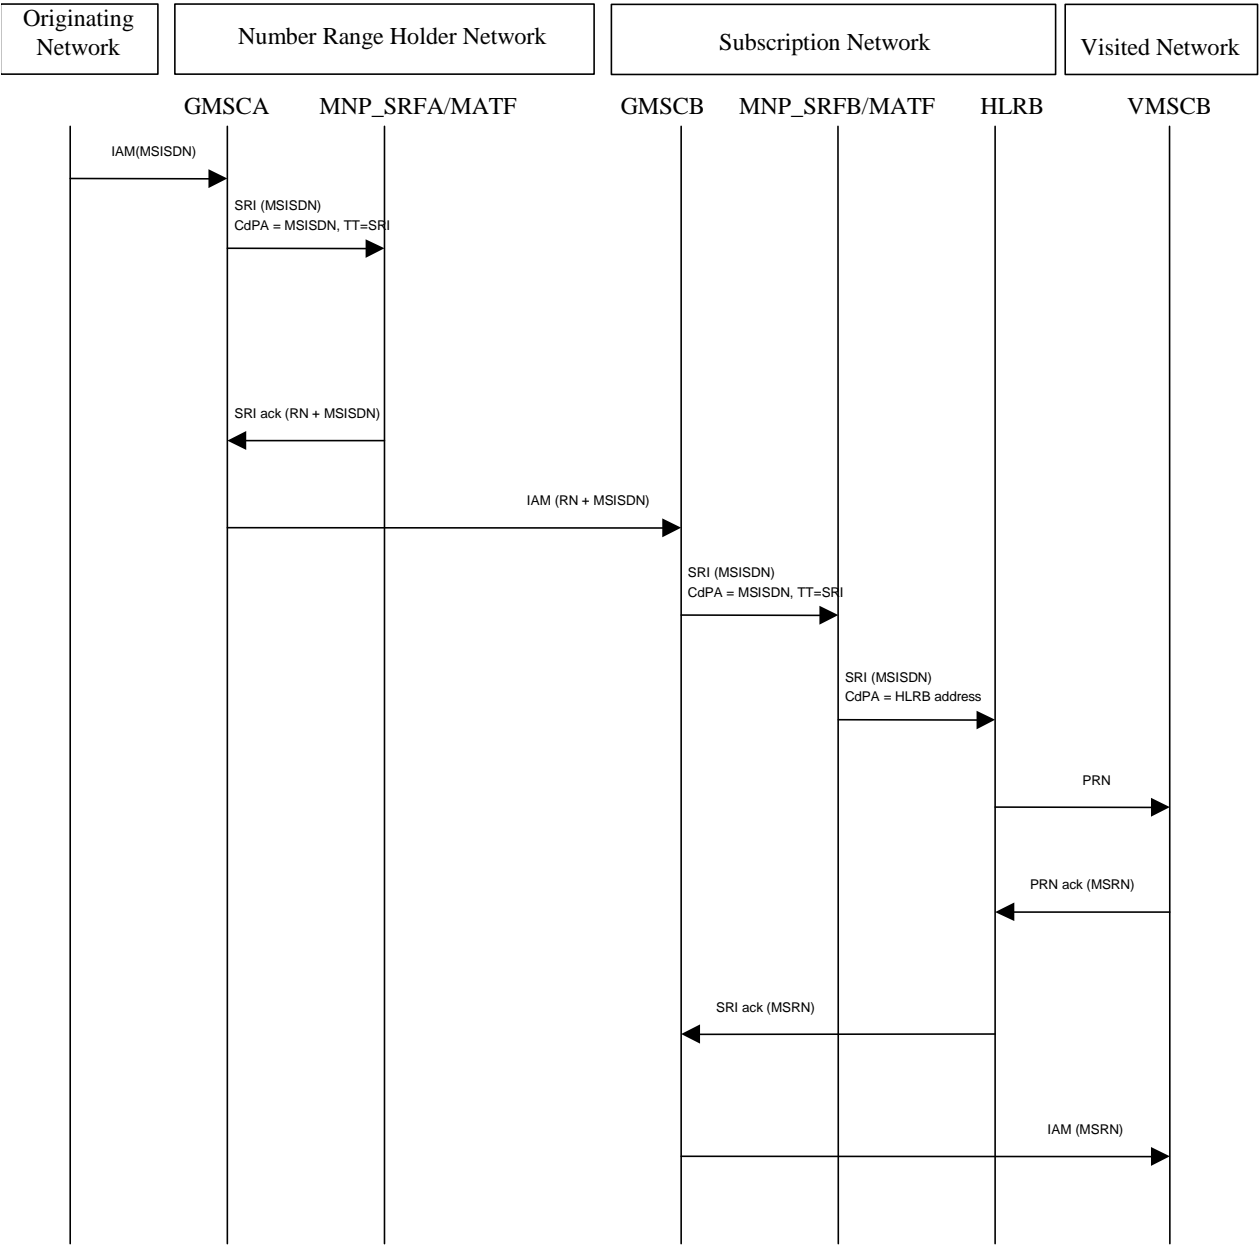 Originating
Network
Number Range Holder Network
Subscription Network
Visited Network
GMSCA
MNP_SRFA/MATF
GMSCB
MNP_SRFB/MATF
HLRB
VMSCB
IAM(MSISDN)
SRI (MSISDN)
CdPA = MSISDN, TT=SRI
SRI ack (RN + MSISDN)
IAM (RN + MSISDN)
SRI (MSISDN)
CdPA = MSISDN, TT=SRI
SRI (MSISDN)
CdPA = HLRB address
PRN
PRN ack (MSRN)
SRI ack (MSRN)
IAM (MSRN)